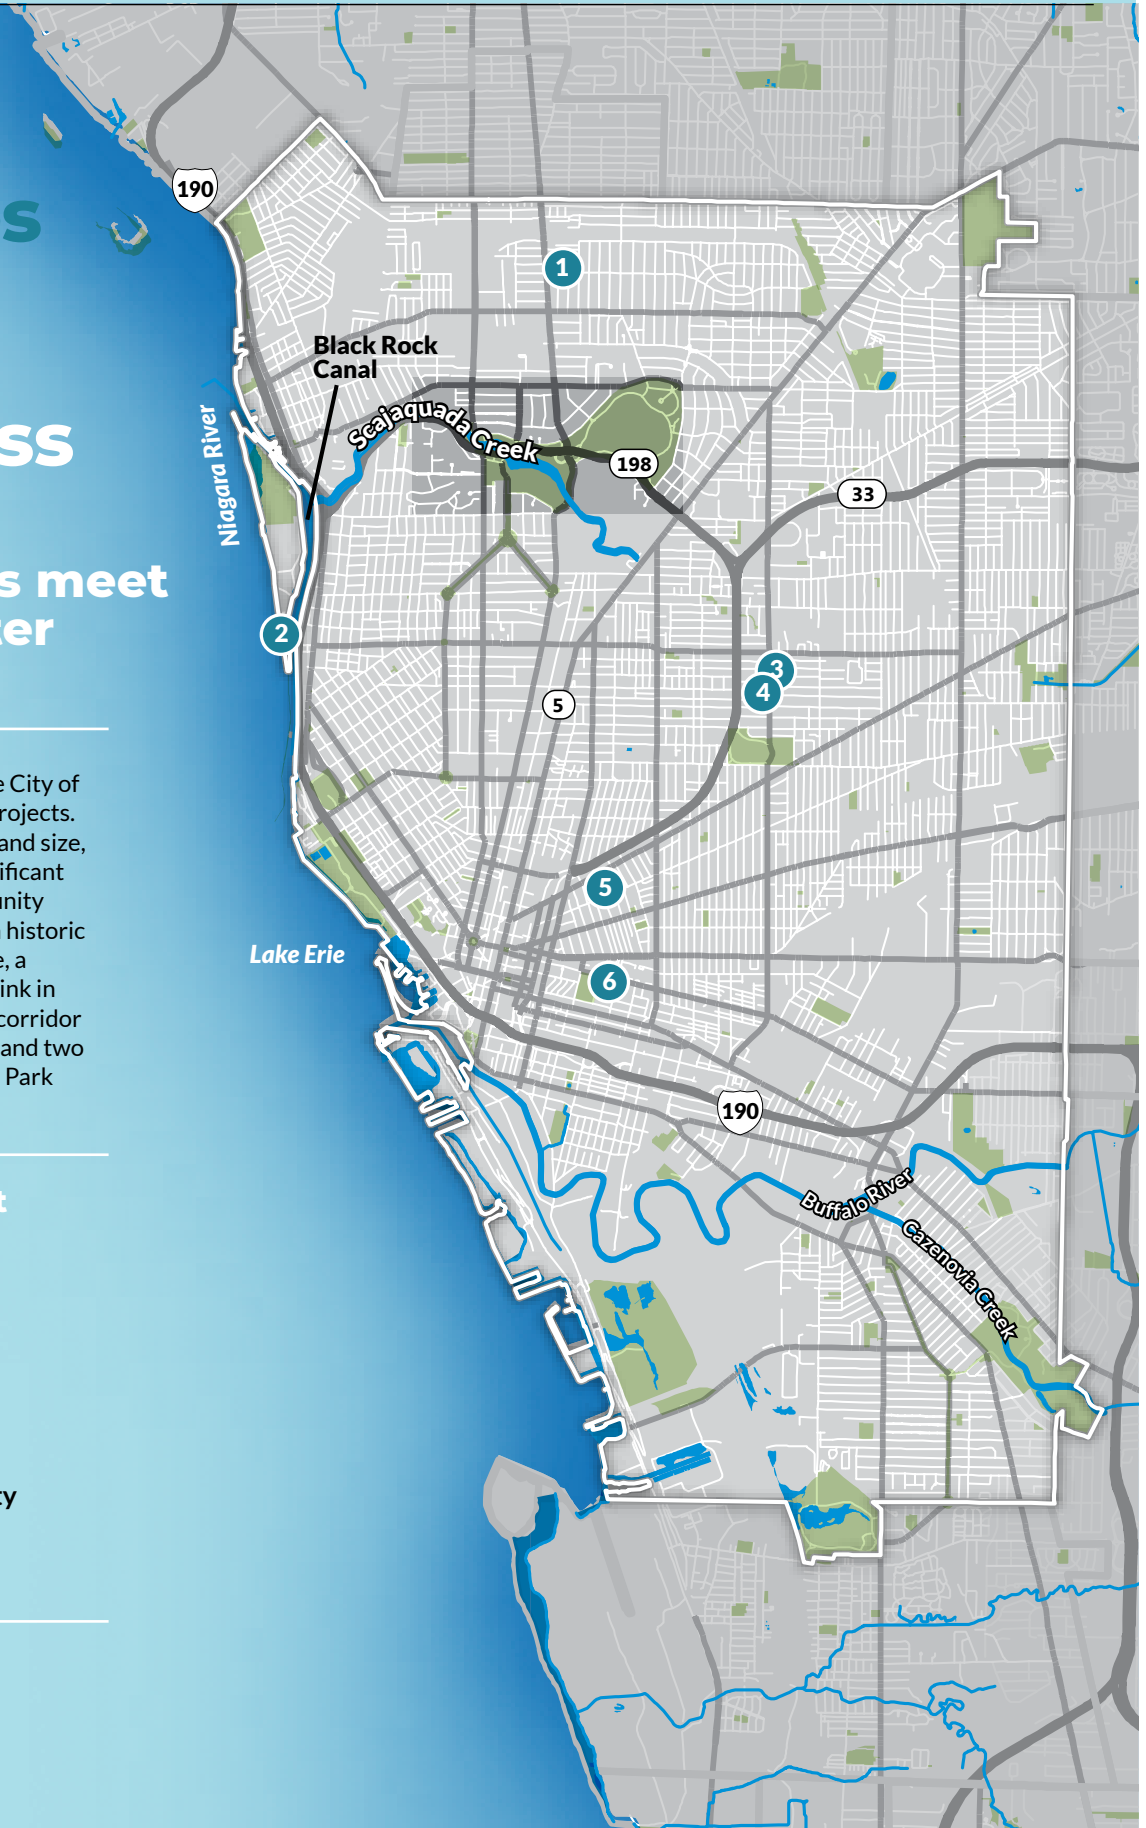 s
ss
s meet
ter
e City of
rojects.
and size,
ificant
unity
historic
e, a
ink in
corridor
and two
Park
t
ty
190
1
Black Rock
Canal
Scajaquada Creek
Niagara River
198
33
2
3
4
5
5
Lake Erie
6
190
Buffalo River
Cazenovia Creek